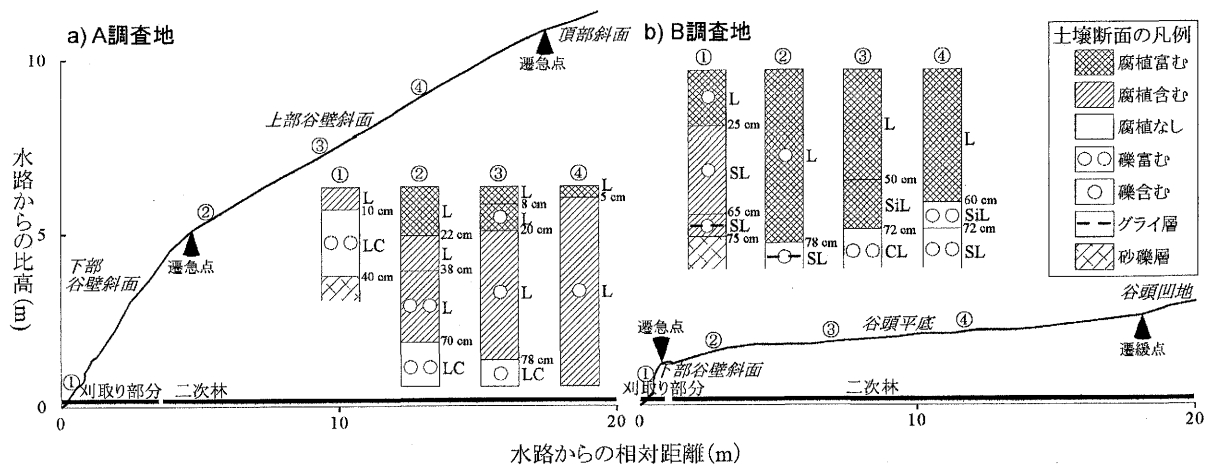 a) A調査地
頂部斜面
遷急点
④
上部谷壁斜面
③
②
遷急点
下部
谷壁斜面
①
刈取り部分
二次林
水路からの比高(m)
10
5
0
①
L
10 cm
LC
40 cm
②
L
22 cm
L
38 cm
L
70 cm
LC
③
L
8 cm
L
20 cm
L
78 cm
LC
④
5 cm
L
0
10
20
b) B調査地
①
L
25 cm
SL
65 cm
SL
75 cm
②
L
78 cm
SL
③
L
50 cm
SiL
72 cm
CL
④
L
60 cm
SiL
72 cm
SL
土壌断面の凡例
腐植富む
腐植含む
腐植なし
礫富む
礫含む
グライ層
砂礫層
谷頭凹地
遷急点
②
③
谷頭平底
④
遷緩点
①
下部谷壁斜面
刈取り部分
二次林
0
10
20
水路からの相対距離(m)